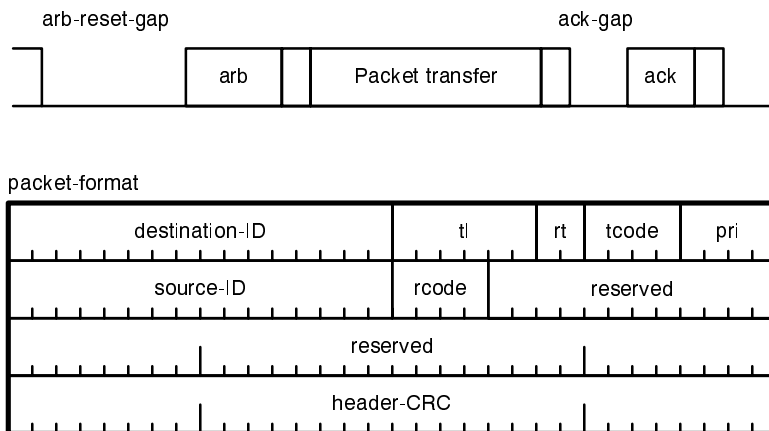 arb-reset-gap ack-gap
arb Packet transfer ack
packet-format
destination-ID tl rt tcode pri
source-ID rcode reserved
reserved
header-CRC